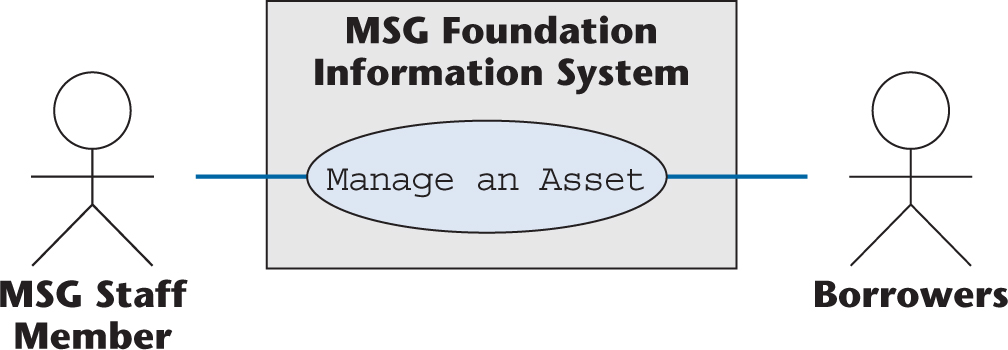 MSG Foundation
Information System
Manage an Asset
MSG Staff
Member
Borrowers